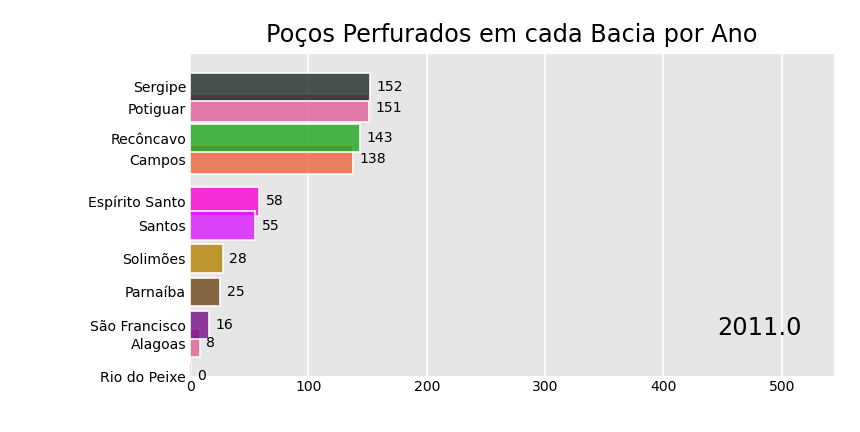 Poços Perfurados em cada Bacia por Ano
Sergipe 152
Potiguar 151
Recôncavo 143
Campos 138
Espírito Santo 58
Santos 55
Solimões 28
Parnaíba 25
São Francisco 16
2011.0
Alagoas 8
Rio do Peixe 0
0 100 200 300 400 500